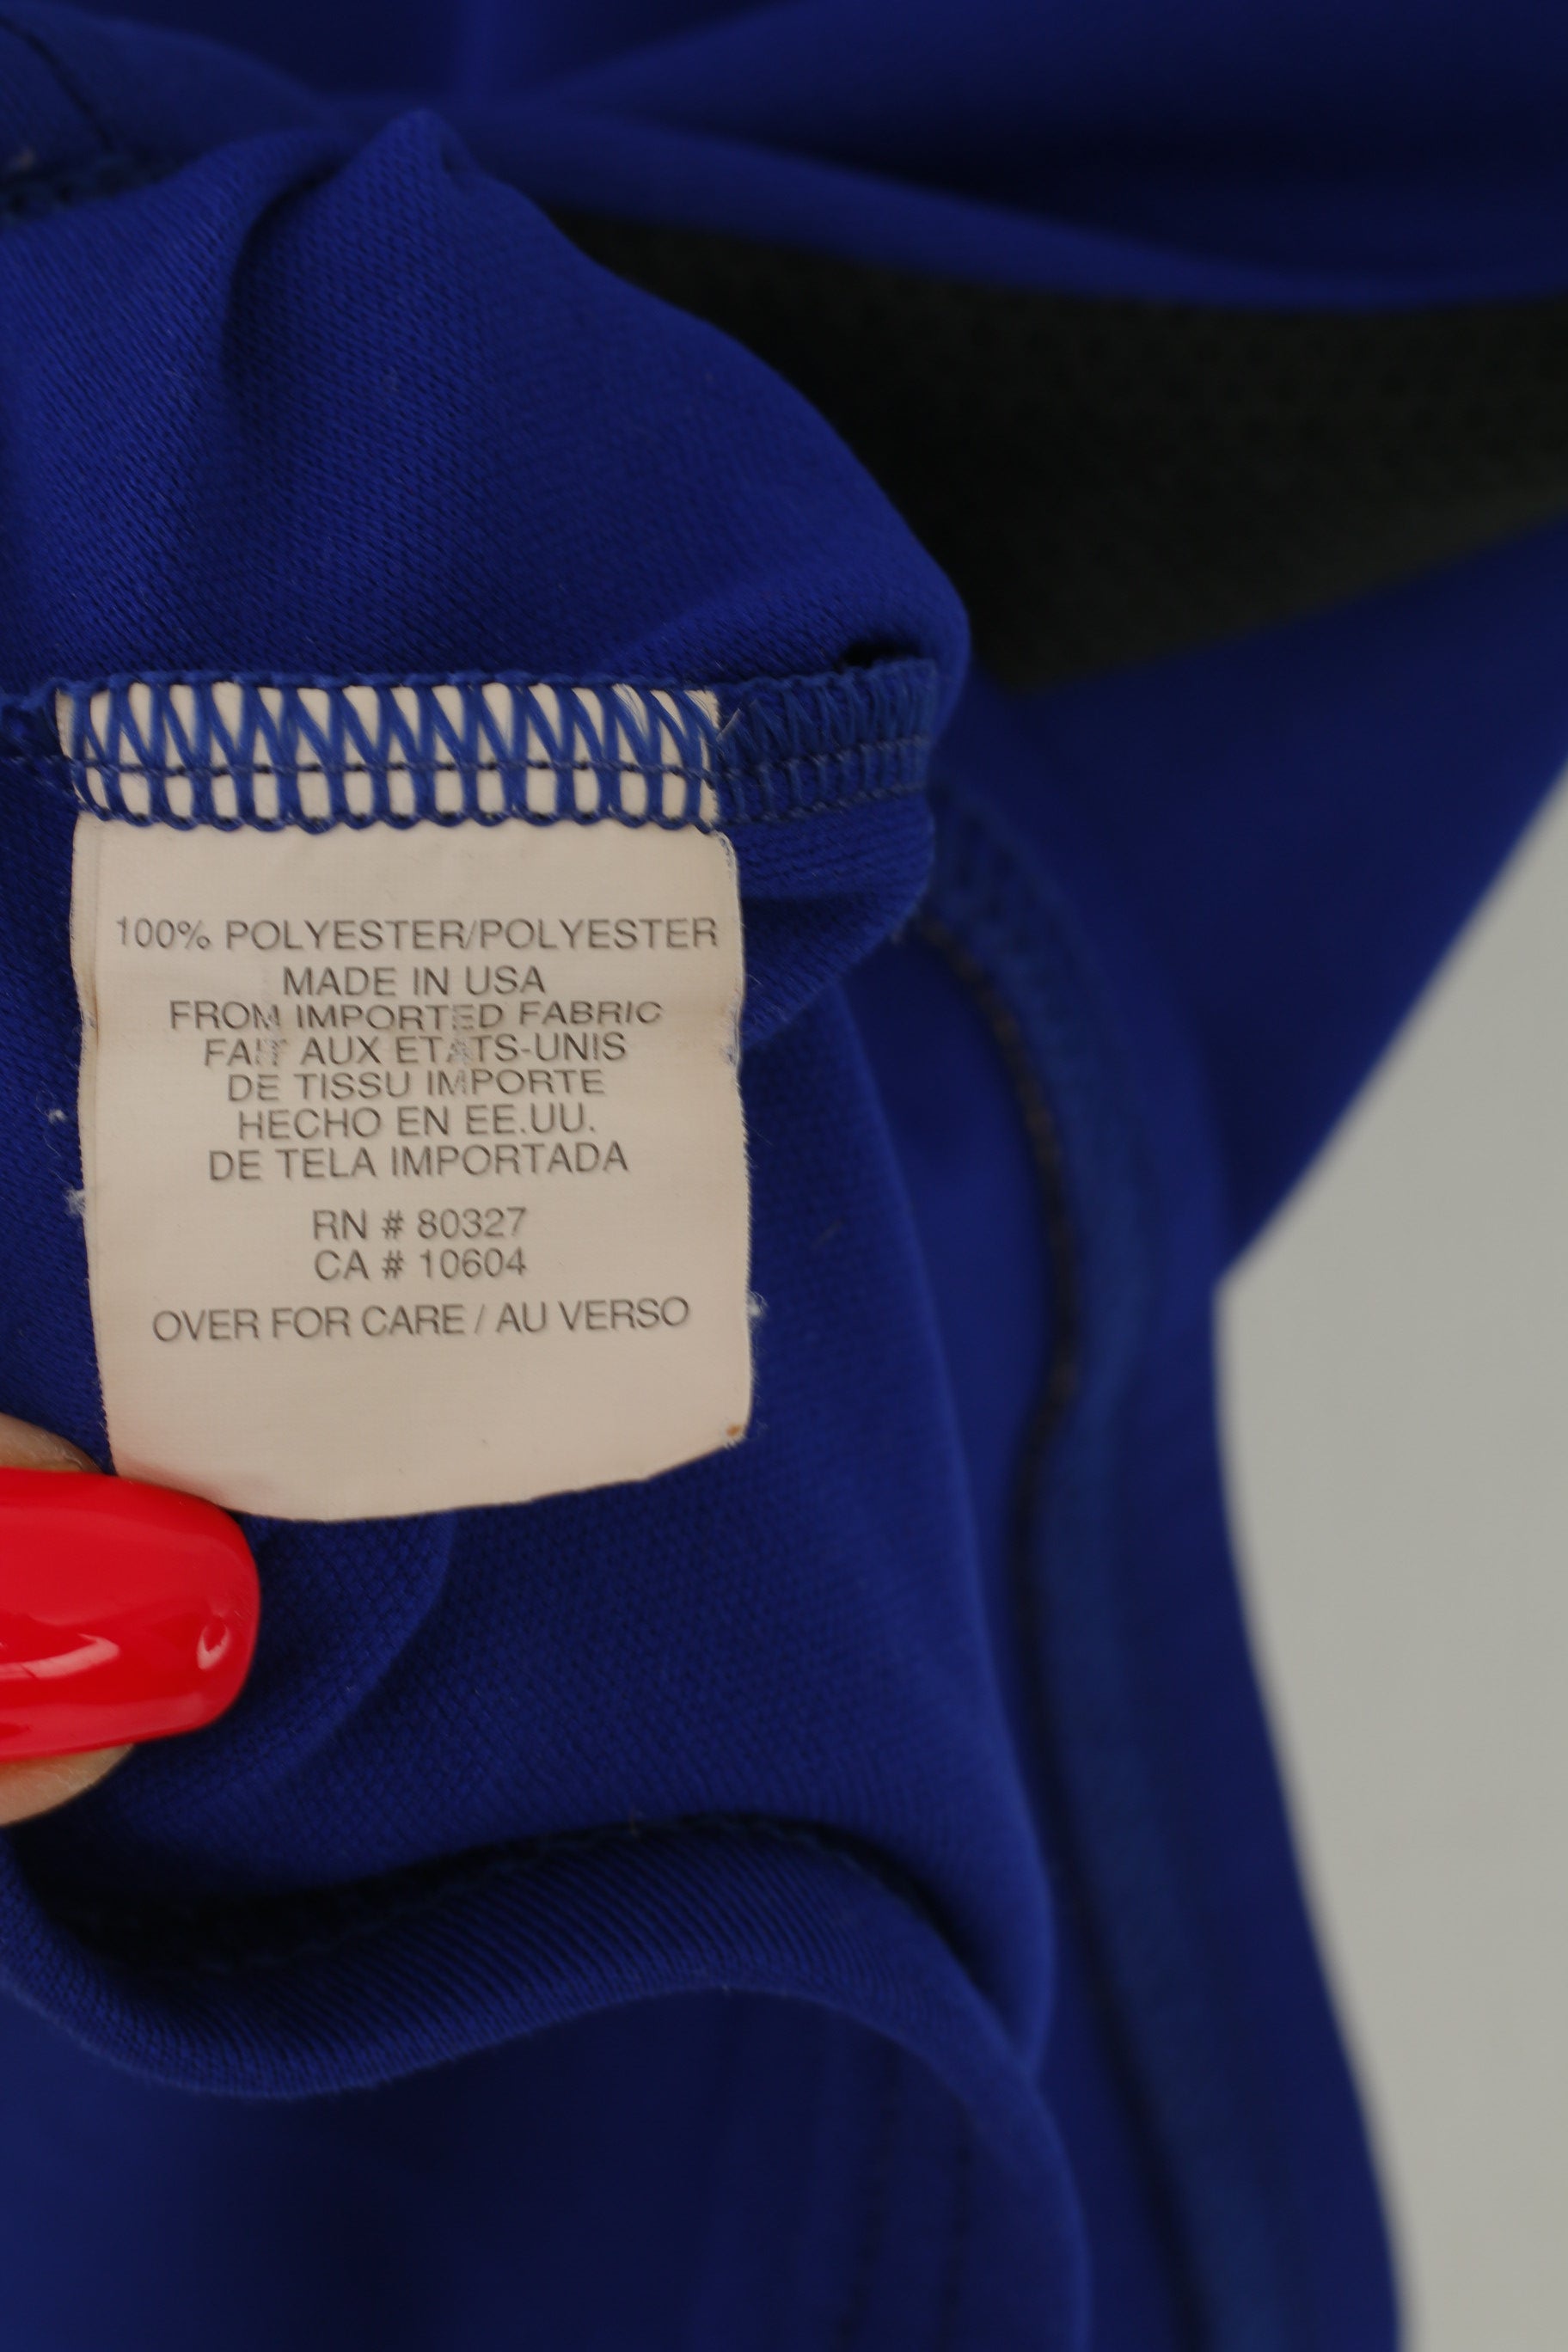 100% POLYESTER/POLYESTER
MADE IN USA
FROM IMPORTED FABRIC
FAIT AUX ETATS-UNIS
DE TISSU IMPORTE
HECHO EN EE.UU.
DE TELA IMPORTADA
RN # 80327
CA # 10604
OVER FOR CARE / AU VERSO